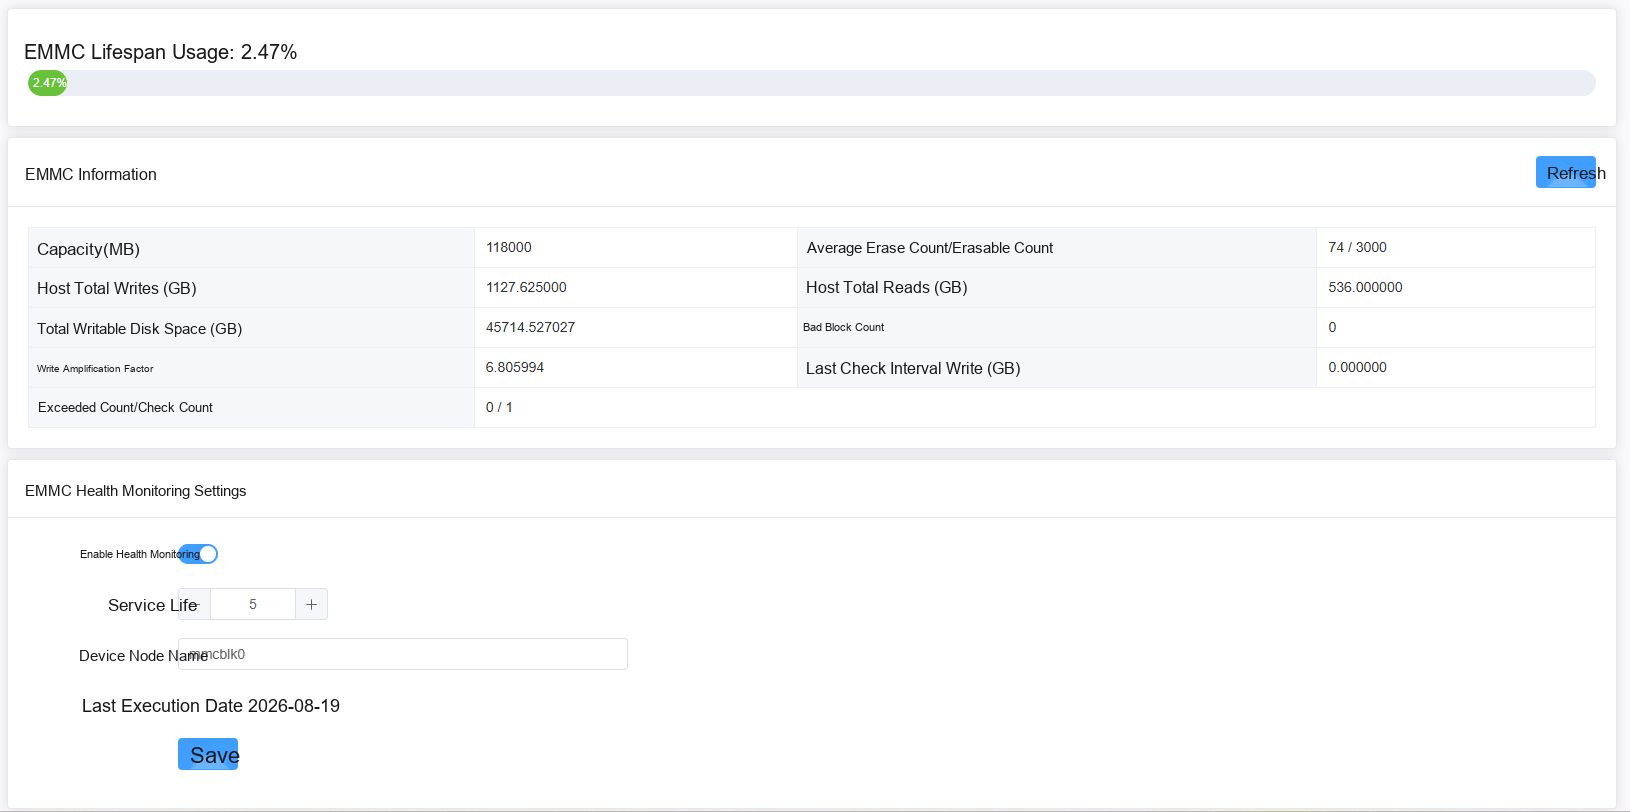 EMMC Lifespan Usage: 2.47%
2.47%
EMMC Information
Refresh
Capacity(MB) 118000 Average Erase Count/Erasable Count 74 / 3000
Host Total Writes (GB) 1127.625000 Host Total Reads (GB) 536.000000
Total Writable Disk Space (GB) 45714.527027 Bad Block Count 0
Write Amplification Factor 6.805994 Last Check Interval Write (GB) 0.000000
Exceeded Count/Check Count 0 / 1
EMMC Health Monitoring Settings
Enable Health Monitoring
Service Life 5 +
Device Node Name mmcblk0
Last Execution Date 2026-08-19
Save